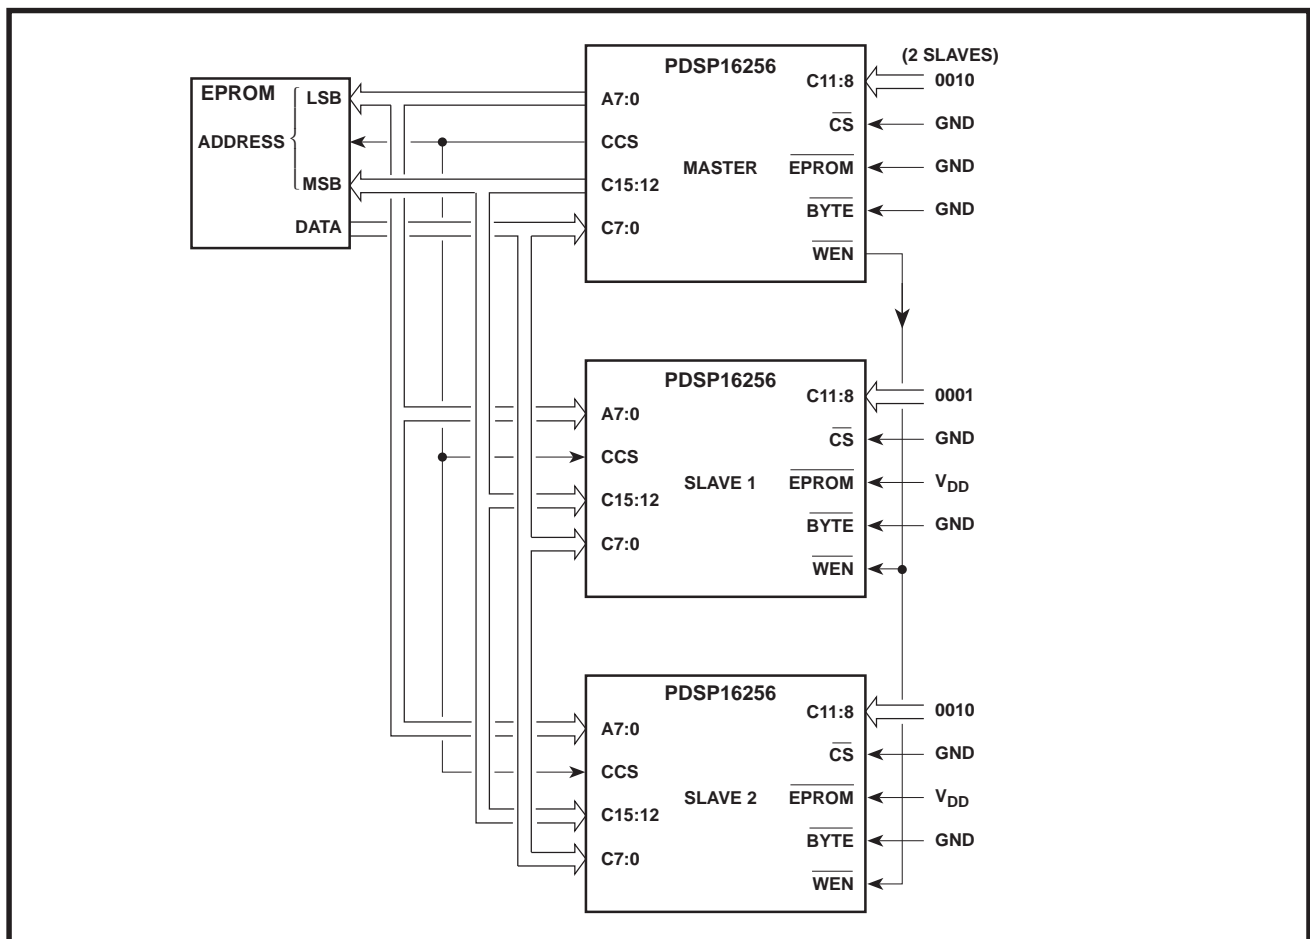 EPROM
LSB
ADDRESS
MSB
DATA
PDSP16256
A7:0
CCS
C15:12
C7:0
MASTER
C11:8
CS
EPROM
BYTE
WEN
(2 SLAVES)
0010
GND
GND
GND
PDSP16256
A7:0
CCS
C15:12
C7:0
SLAVE 1
C11:8
CS
EPROM
BYTE
WEN
0001
GND
VDD
GND
PDSP16256
A7:0
CCS
C15:12
C7:0
SLAVE 2
C11:8
CS
EPROM
BYTE
WEN
0010
GND
VDD
GND